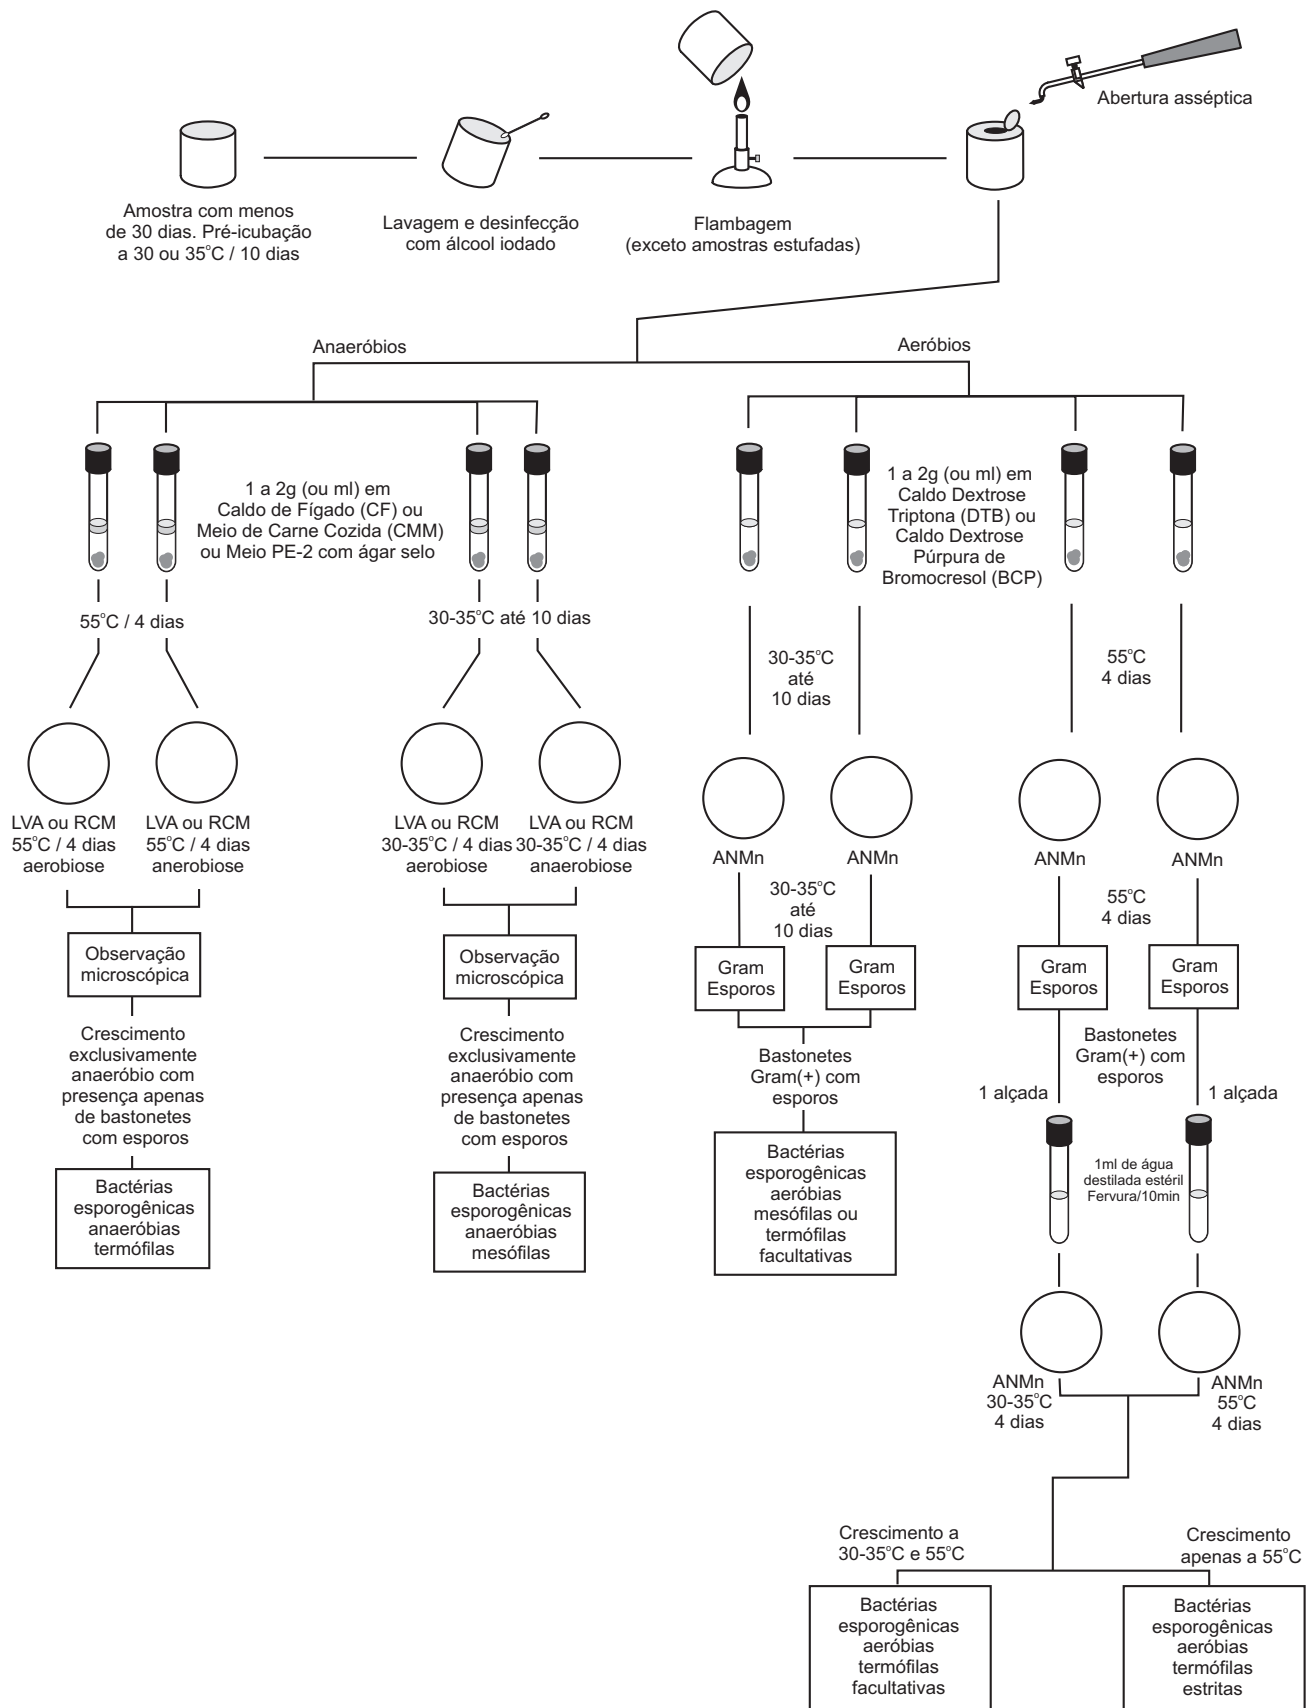 Abertura asséptica
Amostra com menos
de 30 dias. Pré-icubação
a 30 ou 35°C / 10 dias
Lavagem e desinfecção
com álcool iodado
Flambagem
(exceto amostras estufadas)
Anaeróbios
Aeróbios
1 a 2g (ou ml) em
Caldo de Fígado (CF) ou
Meio de Carne Cozida (CMM)
ou Meio PE-2 com ágar selo
1 a 2g (ou ml) em
Caldo Dextrose
Triptona (DTB) ou
Caldo Dextrose
Púrpura de
Bromocresol (BCP)
55°C / 4 dias
30-35°C até 10 dias
30-35°C
até
10 dias
55°C
4 dias
LVA ou RCM
55°C / 4 dias
aerobiose
LVA ou RCM
55°C / 4 dias
anerobiose
LVA ou RCM
30-35°C / 4 dias
aerobiose
LVA ou RCM
30-35°C / 4 dias
anaerobiose
ANMn
ANMn
ANMn
ANMn
30-35°C
até
10 dias
55°C
4 dias
Observação
microscópica
Observação
microscópica
Gram
Esporos
Gram
Esporos
Gram
Esporos
Gram
Esporos
Crescimento
exclusivamente
anaeróbio com
presença apenas
de bastonetes
com esporos
Crescimento
exclusivamente
anaeróbio com
presença apenas
de bastonetes
com esporos
Bastonetes
Gram(+) com
esporos
Bastonetes
Gram(+) com
esporos
1 alçada
1 alçada
Bactérias
esporogênicas
anaeróbias
termófilas
Bactérias
esporogênicas
anaeróbias
mesófilas
Bactérias
esporogênicas
aeróbias
mesófilas ou
termófilas
facultativas
1ml de água
destilada estéril
Fervura/10min
ANMn
30-35°C
4 dias
ANMn
55°C
4 dias
Crescimento a
30-35°C e 55°C
Crescimento
apenas a 55°C
Bactérias
esporogênicas
aeróbias
termófilas
facultativas
Bactérias
esporogênicas
aeróbias
termófilas
estritas